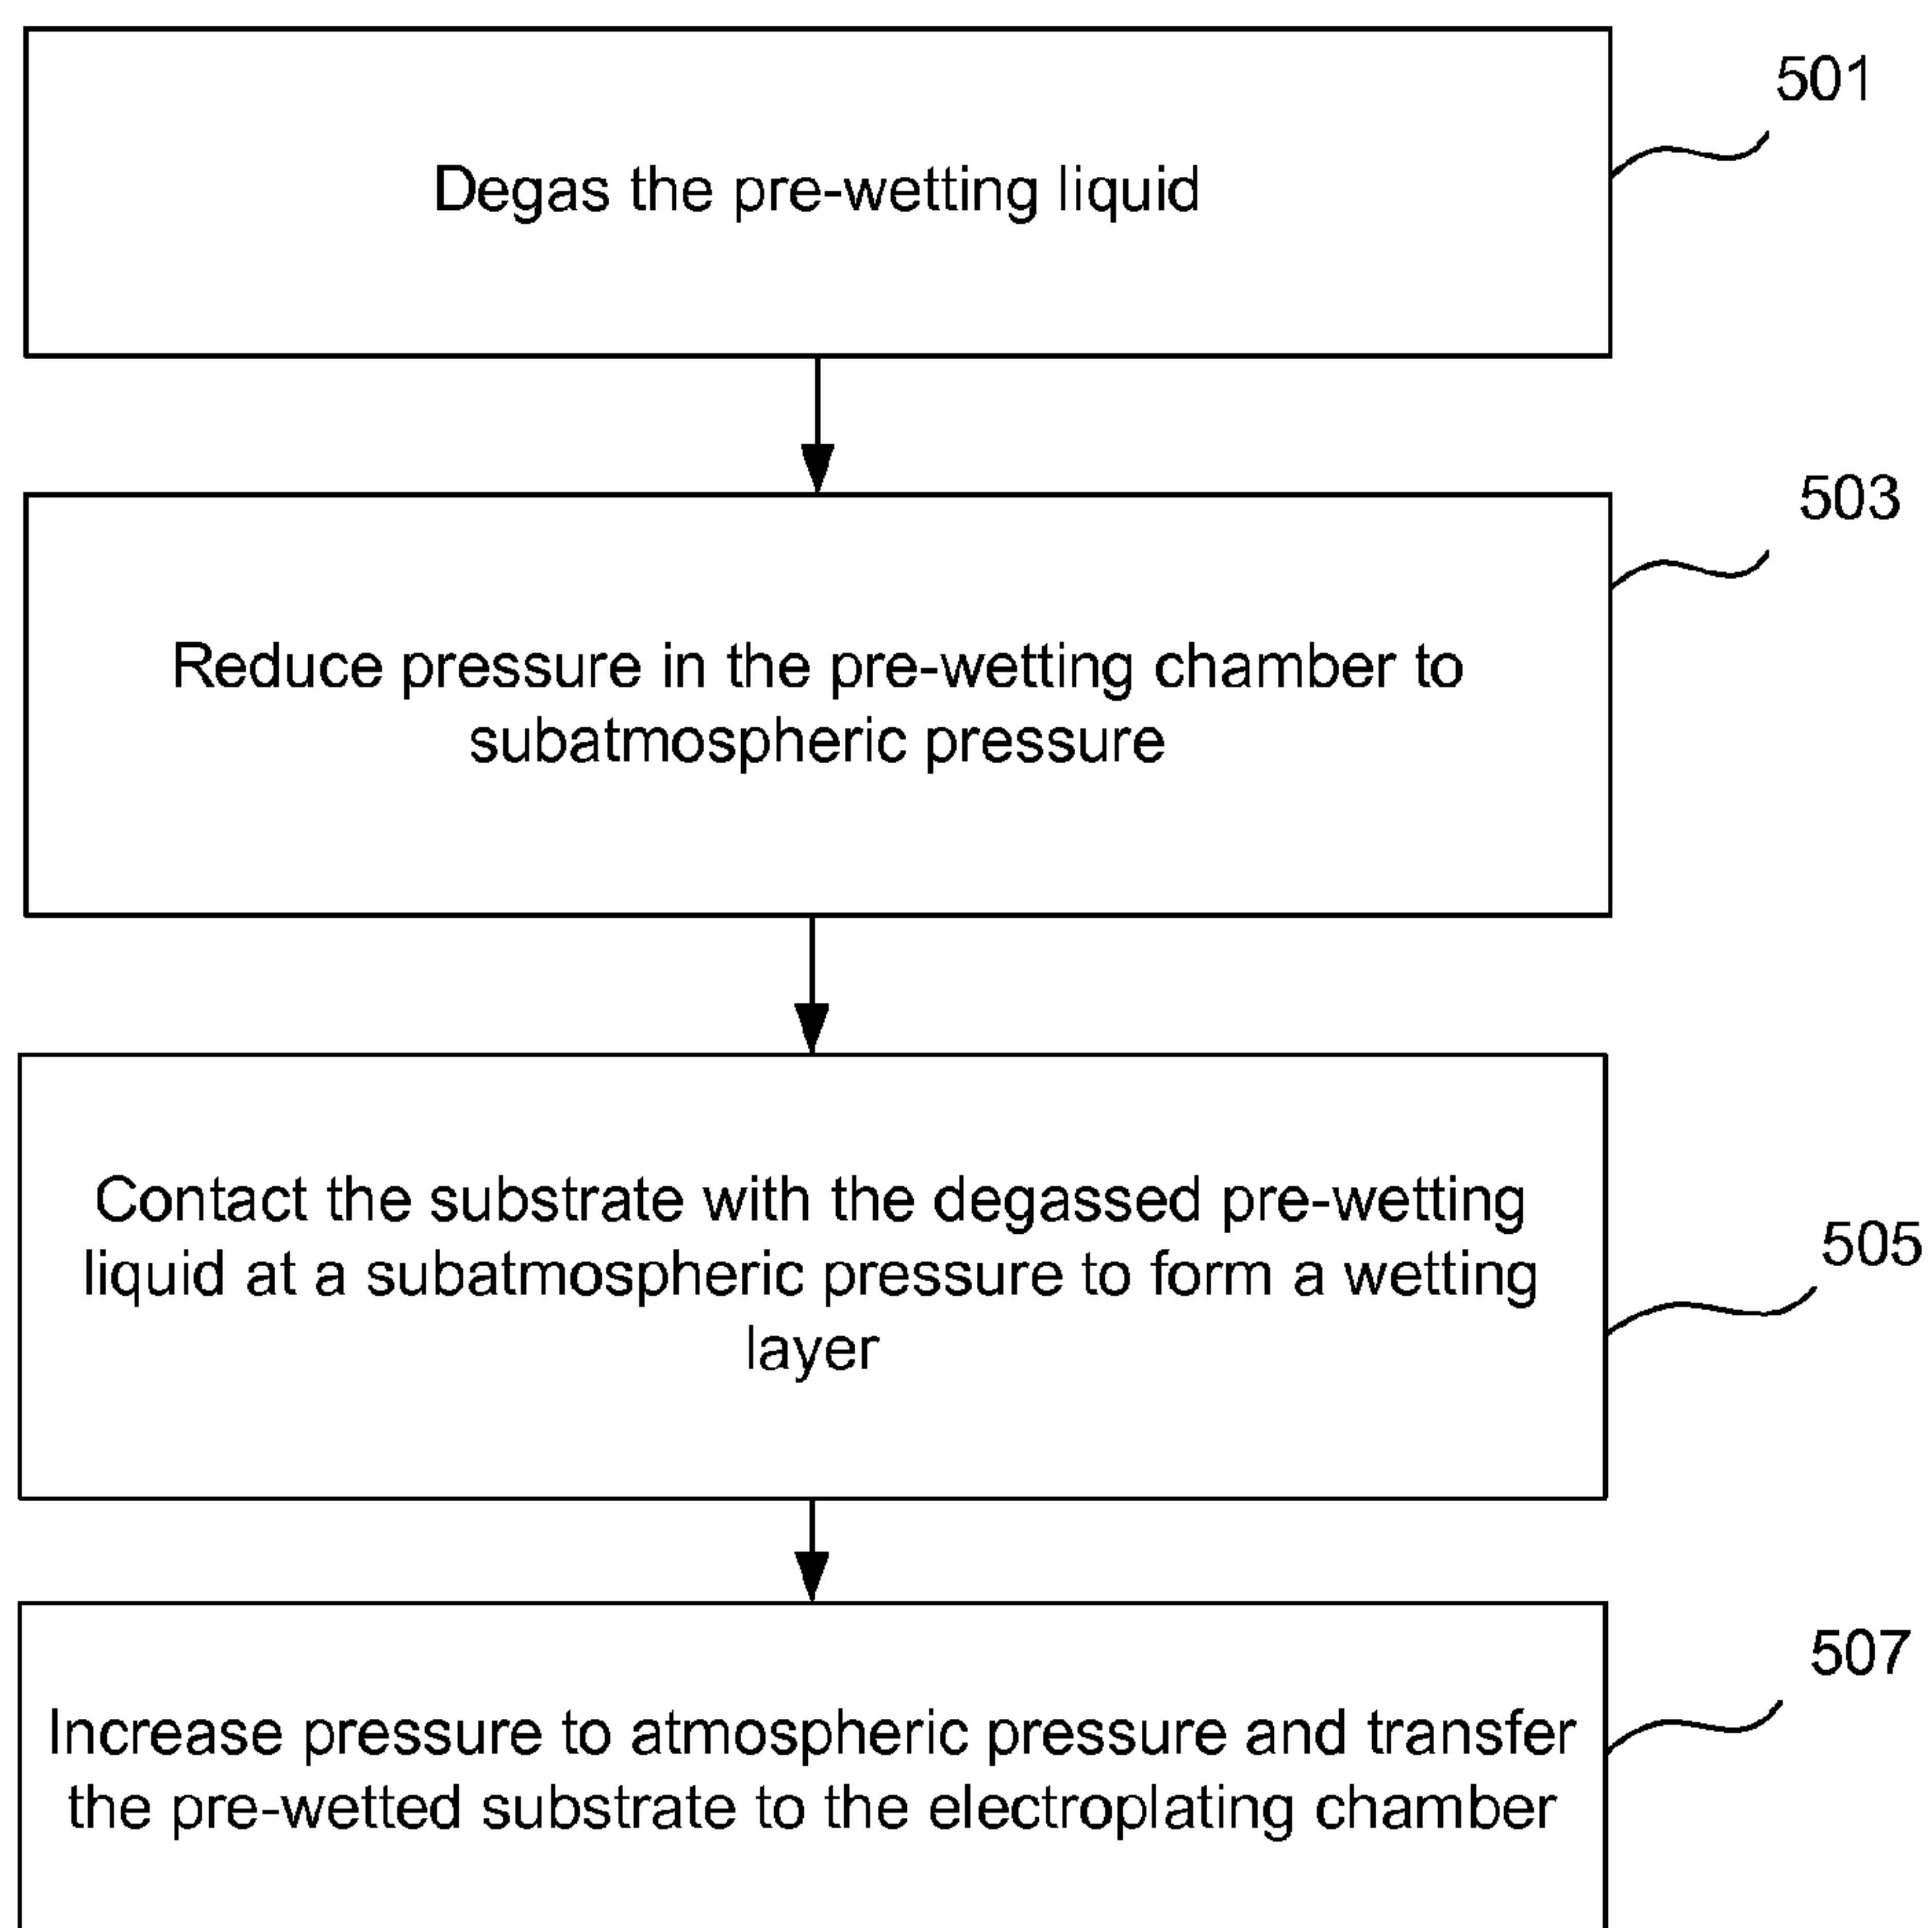 501
Degas the pre-wetting liquid
503
Reduce pressure in the pre-wetting chamber to
subatmospheric pressure
Contact the substrate with the degassed pre-wetting
liquid at a subatmospheric pressure to form a wetting
layer
505
507
Increase pressure to atmospheric pressure and transfer
the pre-wetted substrate to the electroplating chamber